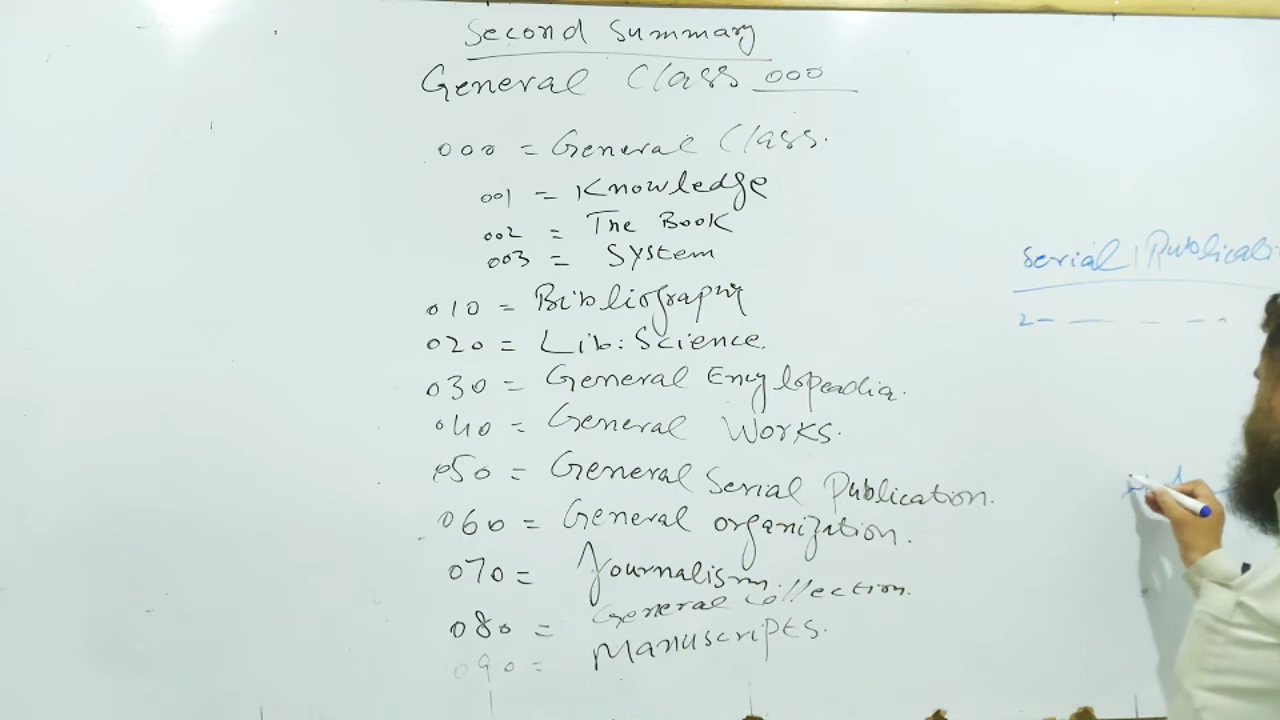 Second Summary
General Class 000
000 = General Class.
001 = Knowledge
002 = The Book
003 = System
010 = Bibliography
020 = Lib: Science.
030 = General Encylopeadia.
040 = General Works.
050 = General Serial Publication.
060 = General organization.
070 = Journalism.
080 = General Collection.
090 = Manuscripts.
Serial Publicati
2